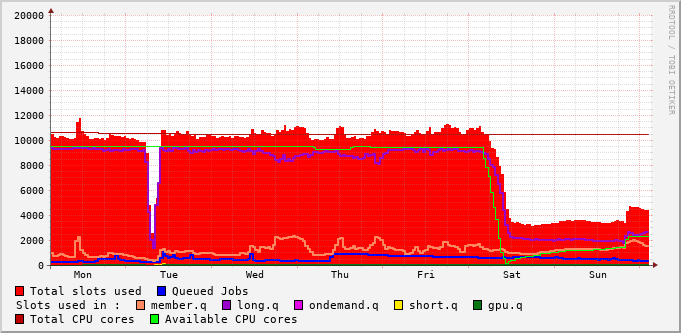 RRDTOOL / TOBI OETIKER
20000
18000
16000
14000
12000
10000
8000
6000
4000
2000
0
Mon Tue Wed Thu Fri Sat Sun
Total slots used Queued Jobs
Slots used in : member.q long.q ondemand.q short.q gpu.q
Total CPU cores Available CPU cores